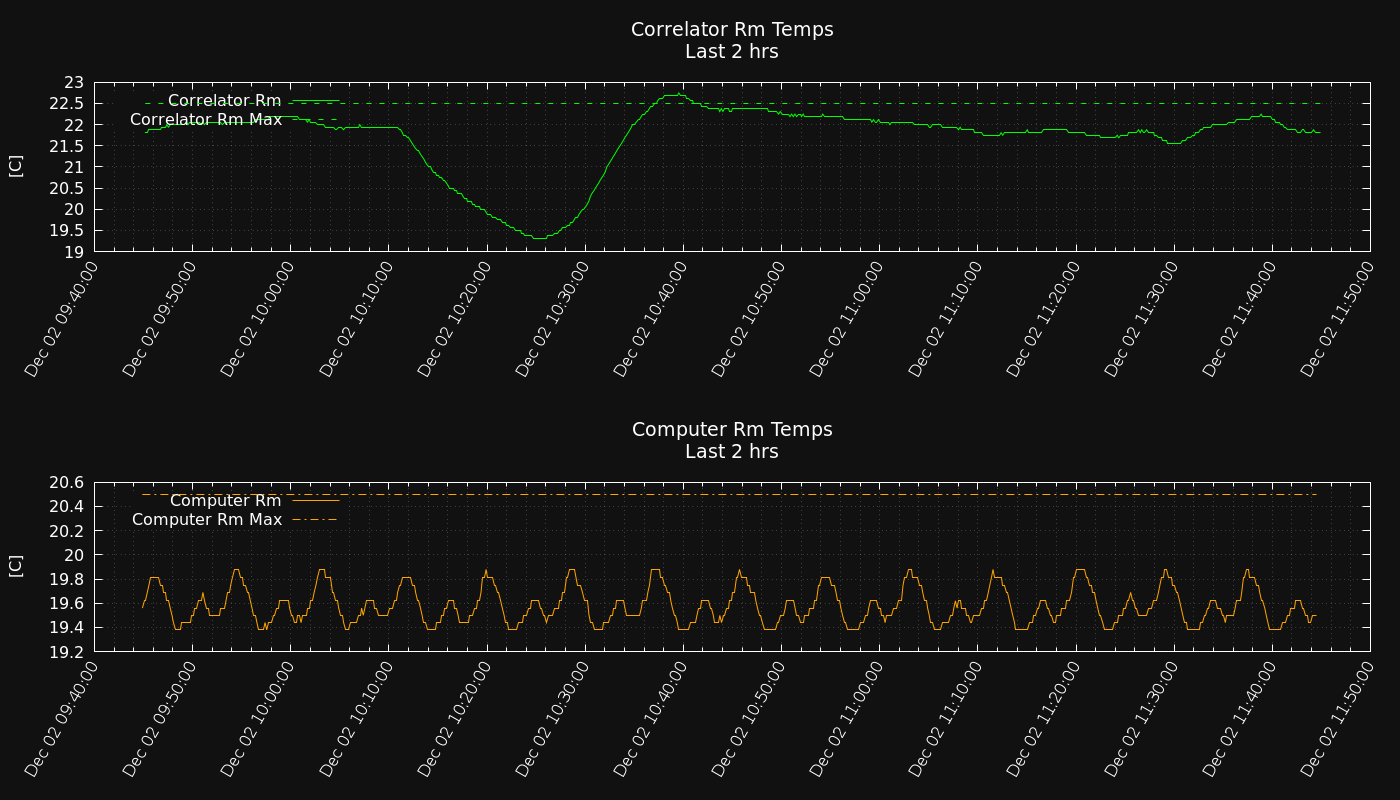 Correlator Rm Temps
Last 2 hrs
23
22.5
22
21.5
21
20.5
20
19.5
19
[C]
Correlator Rm
Correlator Rm Max
Dec 02 09:40:00
Dec 02 09:50:00
Dec 02 10:00:00
Dec 02 10:10:00
Dec 02 10:20:00
Dec 02 10:30:00
Dec 02 10:40:00
Dec 02 10:50:00
Dec 02 11:00:00
Dec 02 11:10:00
Dec 02 11:20:00
Dec 02 11:30:00
Dec 02 11:40:00
Dec 02 11:50:00
Computer Rm Temps
Last 2 hrs
20.6
20.4
20.2
20
19.8
19.6
19.4
19.2
[C]
Computer Rm
Computer Rm Max
Dec 02 09:40:00
Dec 02 09:50:00
Dec 02 10:00:00
Dec 02 10:10:00
Dec 02 10:20:00
Dec 02 10:30:00
Dec 02 10:40:00
Dec 02 10:50:00
Dec 02 11:00:00
Dec 02 11:10:00
Dec 02 11:20:00
Dec 02 11:30:00
Dec 02 11:40:00
Dec 02 11:50:00